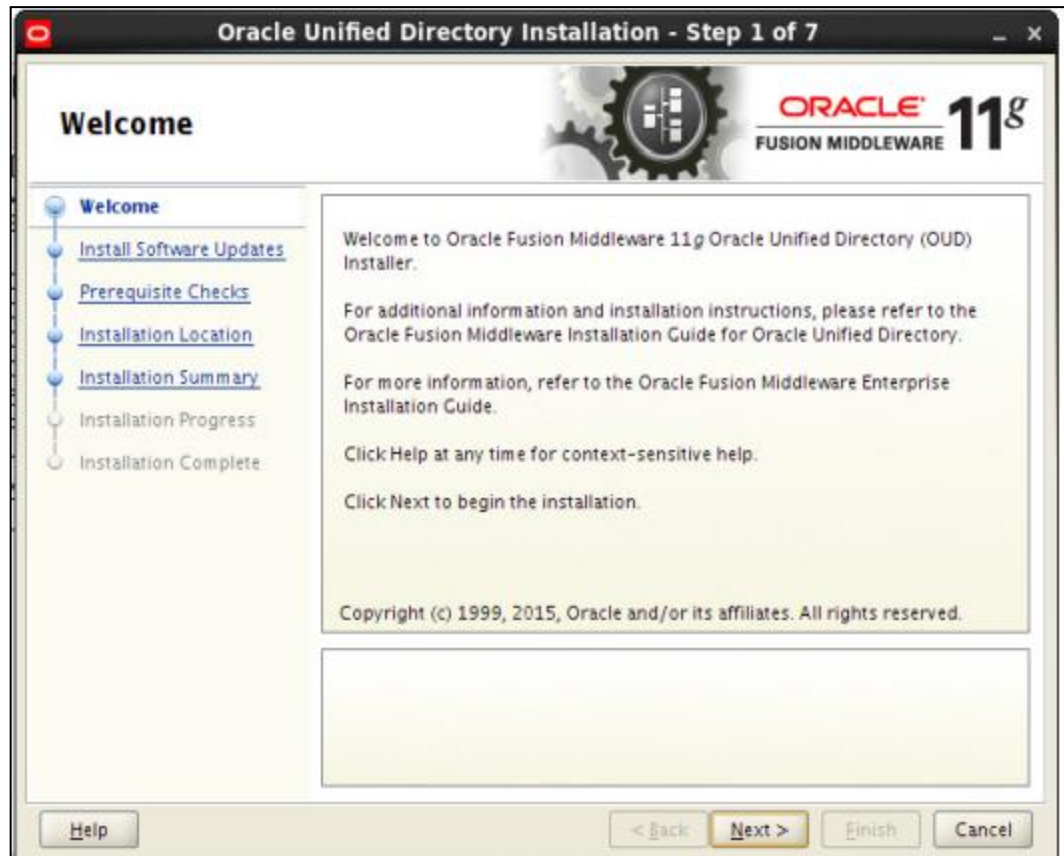 Oracle Unified Directory Installation - Step 1 of 7
Welcome
ORACLE
FUSION MIDDLEWARE
11g
Welcome
Install Software Updates
Prerequisite Checks
Installation Location
Installation Summary
Installation Progress
Installation Complete
Welcome to Oracle Fusion Middleware 11g Oracle Unified Directory (OUD)
Installer.
For additional information and installation instructions, please refer to the
Oracle Fusion Middleware Installation Guide for Oracle Unified Directory.
For more information, refer to the Oracle Fusion Middleware Enterprise
Installation Guide.
Click Help at any time for context-sensitive help.
Click Next to begin the installation.
Copyright (c) 1999, 2015, Oracle and/or its affiliates. All rights reserved.
Help
< Back
Next >
Finish
Cancel